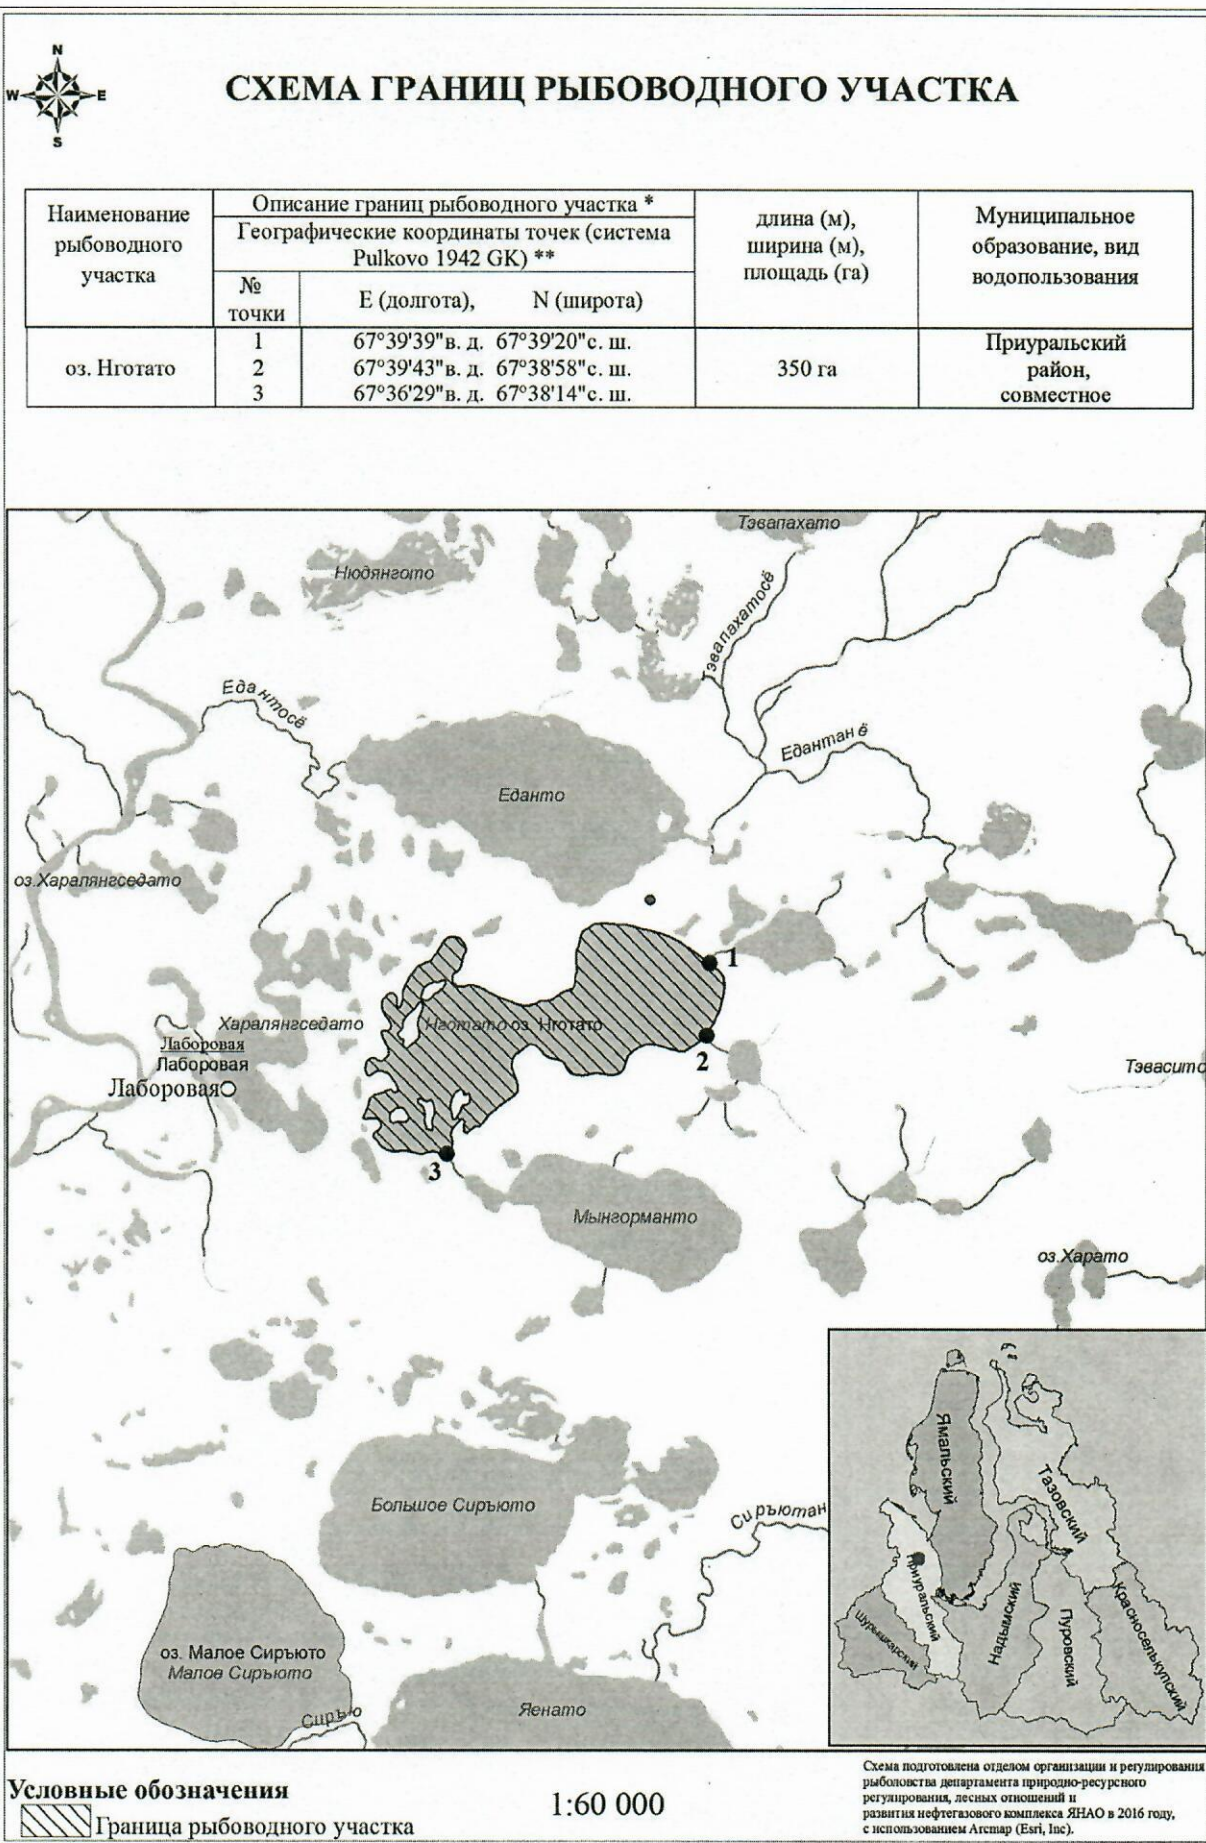 N
W E
S
СХЕМА ГРАНИЦ РЫБОВОДНОГО УЧАСТКА
Наименование
рыбоводного
участка
Описание границ рыбоводного участка *
Географические координаты точек (система
Pulkovo 1942 GK) **
№
точки
E (долгота), N (широта)
длина (м),
ширина (м),
площадь (га)
Муниципальное
образование, вид
водопользования
оз. Нготато
1 67°39'39"в. д. 67°39'20"с. ш.
2 67°39'43"в. д. 67°38'58"с. ш.
3 67°36'29"в. д. 67°38'14"с. ш.
350 га
Приуральский
район,
совместное
Тэвапахато
Нюдянгото
Тэвапахатосё
Едантосё
Едантанё
Еданто
оз.Харалянгседато
1
Харалянгседато
Нготато оз. Нготато
Лаборовая
Лаборовая
Лаборовая
2
Тэвасито
3
Мынгорманто
оз.Харато
Большое Сиръюто
Сиръютан
оз. Малое Сиръюто
Малое Сиръюто
Сиръю
Яенато
Ямальский
Тазовский
Приуральский
Шурышкарский
Надымский
Пуровский
Красноселькупский
Условные обозначения
Граница рыбоводного участка
1:60 000
Схема подготовлена отделом организации и регулирования
рыболовства департамента природно-ресурсного
регулирования, лесных отношений и
развития нефтегазового комплекса ЯНАО в 2016 году,
с использованием Arcmap (Esri, Inc).